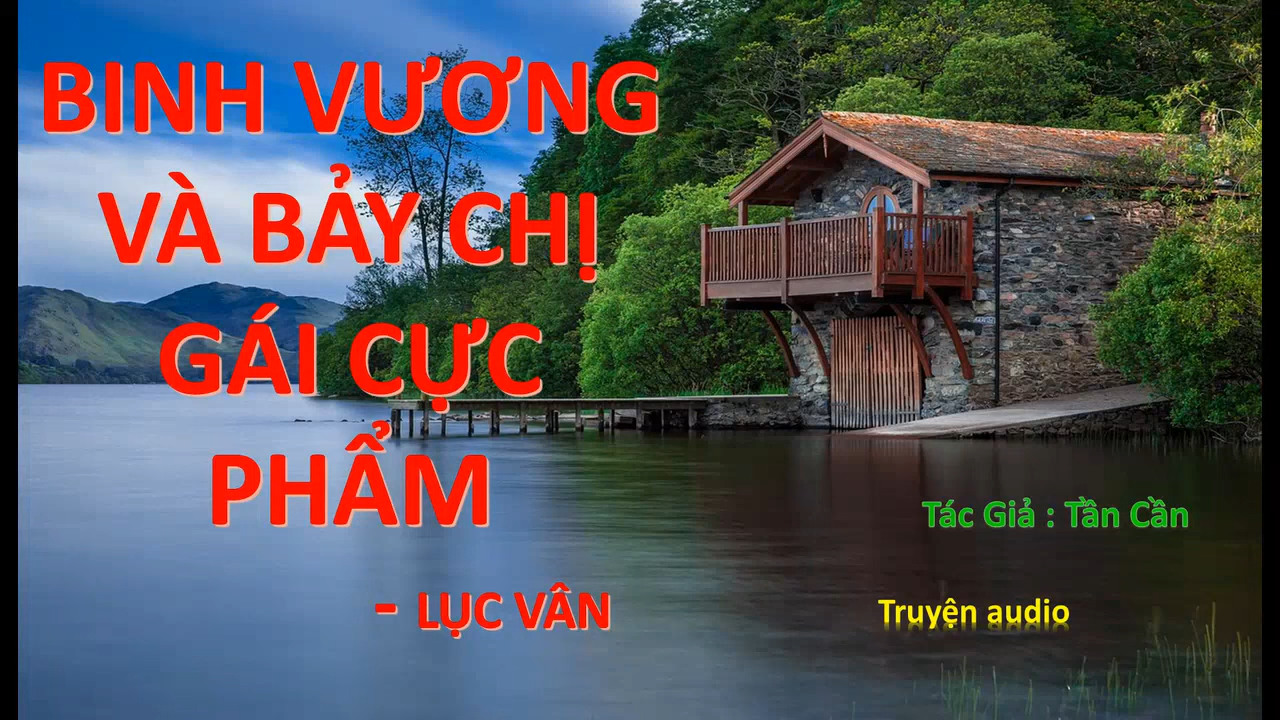 BINH VƯƠNG
VÀ BẢY CHỊ
GÁI CỰC
PHẨM
- LỤC VÂN
Tác Giả : Tần Cần
Truyện audio